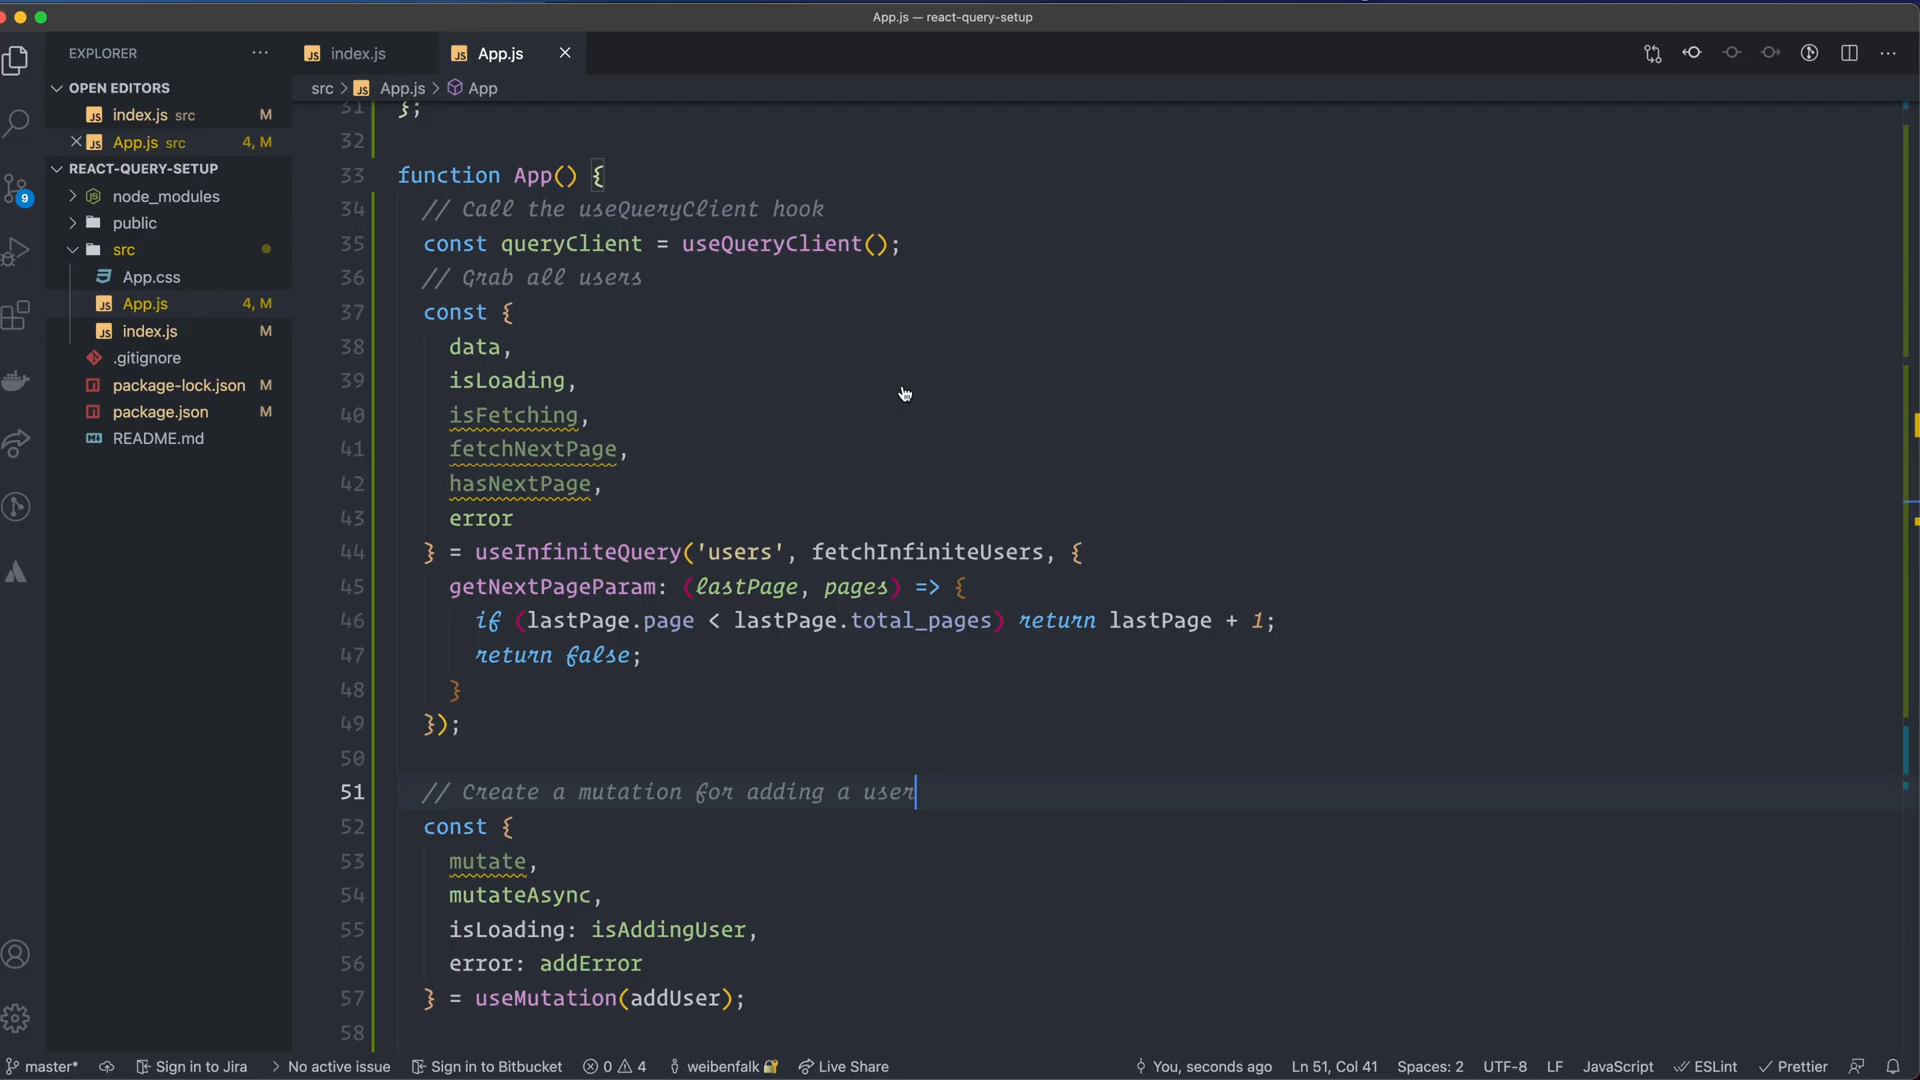 App.js — react-query-setup
EXPLORER
index.js
App.js
OPEN EDITORS
index.js src M
App.js src 4, M
REACT-QUERY-SETUP
node_modules
public
src
App.css
App.js 4, M
index.js M
.gitignore
package-lock.json M
package.json M
README.md
9
src > App.js > App
31 };
32
33 function App() {
34 // Call the useQueryClient hook
35 const queryClient = useQueryClient();
36 // Grab all users
37 const {
38 data,
39 isLoading,
40 isFetching,
41 fetchNextPage,
42 hasNextPage,
43 error
44 } = useInfiniteQuery('users', fetchInfiniteUsers, {
45 getNextPageParam: (lastPage, pages) => {
46 if (lastPage.page < lastPage.total_pages) return lastPage + 1;
47 return false;
48 }
49 });
50
51 // Create a mutation for adding a user
52 const {
53 mutate,
54 mutateAsync,
55 isLoading: isAddingUser,
56 error: addError
57 } = useMutation(addUser);
58
master* Sign in to Jira > No active issue Sign in to Bitbucket 0 4 weibenfalk Live Share You, seconds ago Ln 51, Col 41 Spaces: 2 UTF-8 LF JavaScript ESLint Prettier